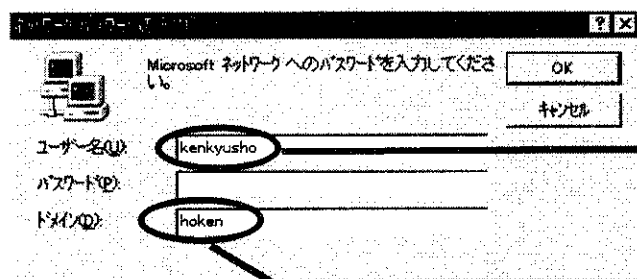 Microsoft ネットワーク へのパスワードを入力してくださ
い。
OK
キャンセル
ユーザー名(U):
kenkyusho
パスワード(P):
ドメイン(D):
hoken